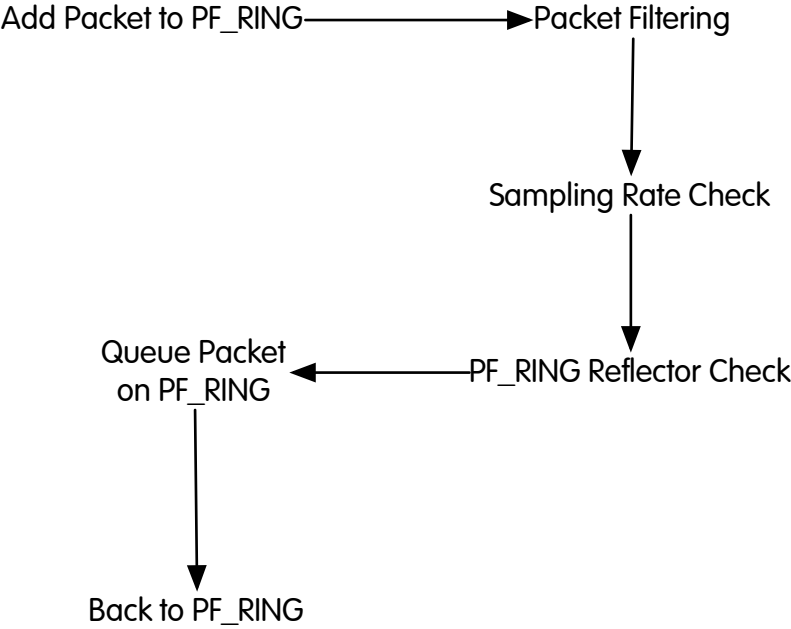 Add Packet to PF_RING
Packet Filtering
Sampling Rate Check
PF_RING Reflector Check
Queue Packet
on PF_RING
Back to PF_RING